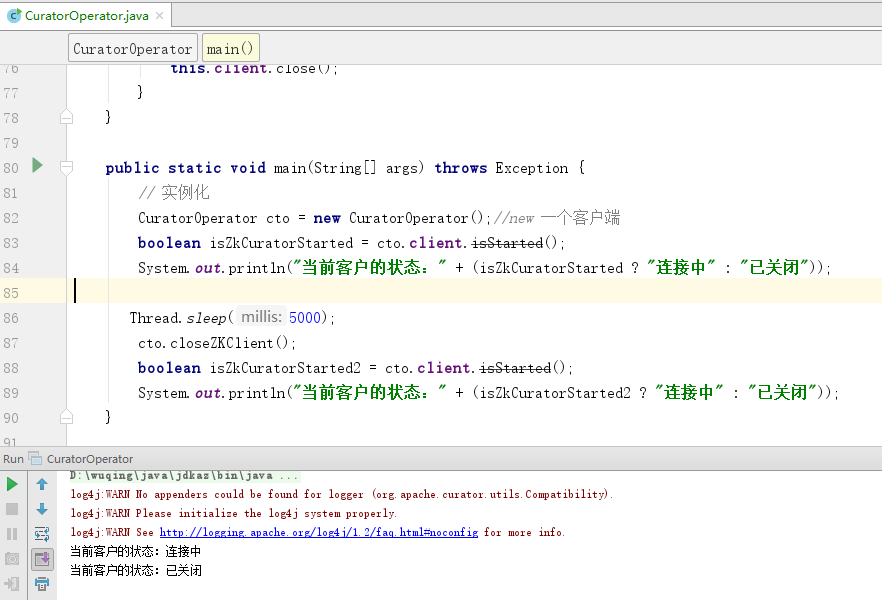 CuratorOperator.java
CuratorOperator main()
76 this.client.close();
77 }
78 }
79
80 public static void main(String[] args) throws Exception {
81 // 实例化
82 CuratorOperator cto = new CuratorOperator();//new 一个客户端
83 boolean isZkCuratorStarted = cto.client.isStarted();
84 System.out.println("当前客户的状态：" + (isZkCuratorStarted ? "连接中" : "已关闭"));
85
86 Thread.sleep( millis: 5000);
87 cto.closeZKClient();
88 boolean isZkCuratorStarted2 = cto.client.isStarted();
89 System.out.println("当前客户的状态：" + (isZkCuratorStarted2 ? "连接中" : "已关闭"));
90 }
91
Run CuratorOperator
D:\wuqing\java\jdkaz\bin\java ...
log4j:WARN No appenders could be found for logger (org.apache.curator.utils.Compatibility).
log4j:WARN Please initialize the log4j system properly.
log4j:WARN See http://logging.apache.org/log4j/1.2/faq.html#noconfig for more info.
当前客户的状态：连接中
当前客户的状态：已关闭